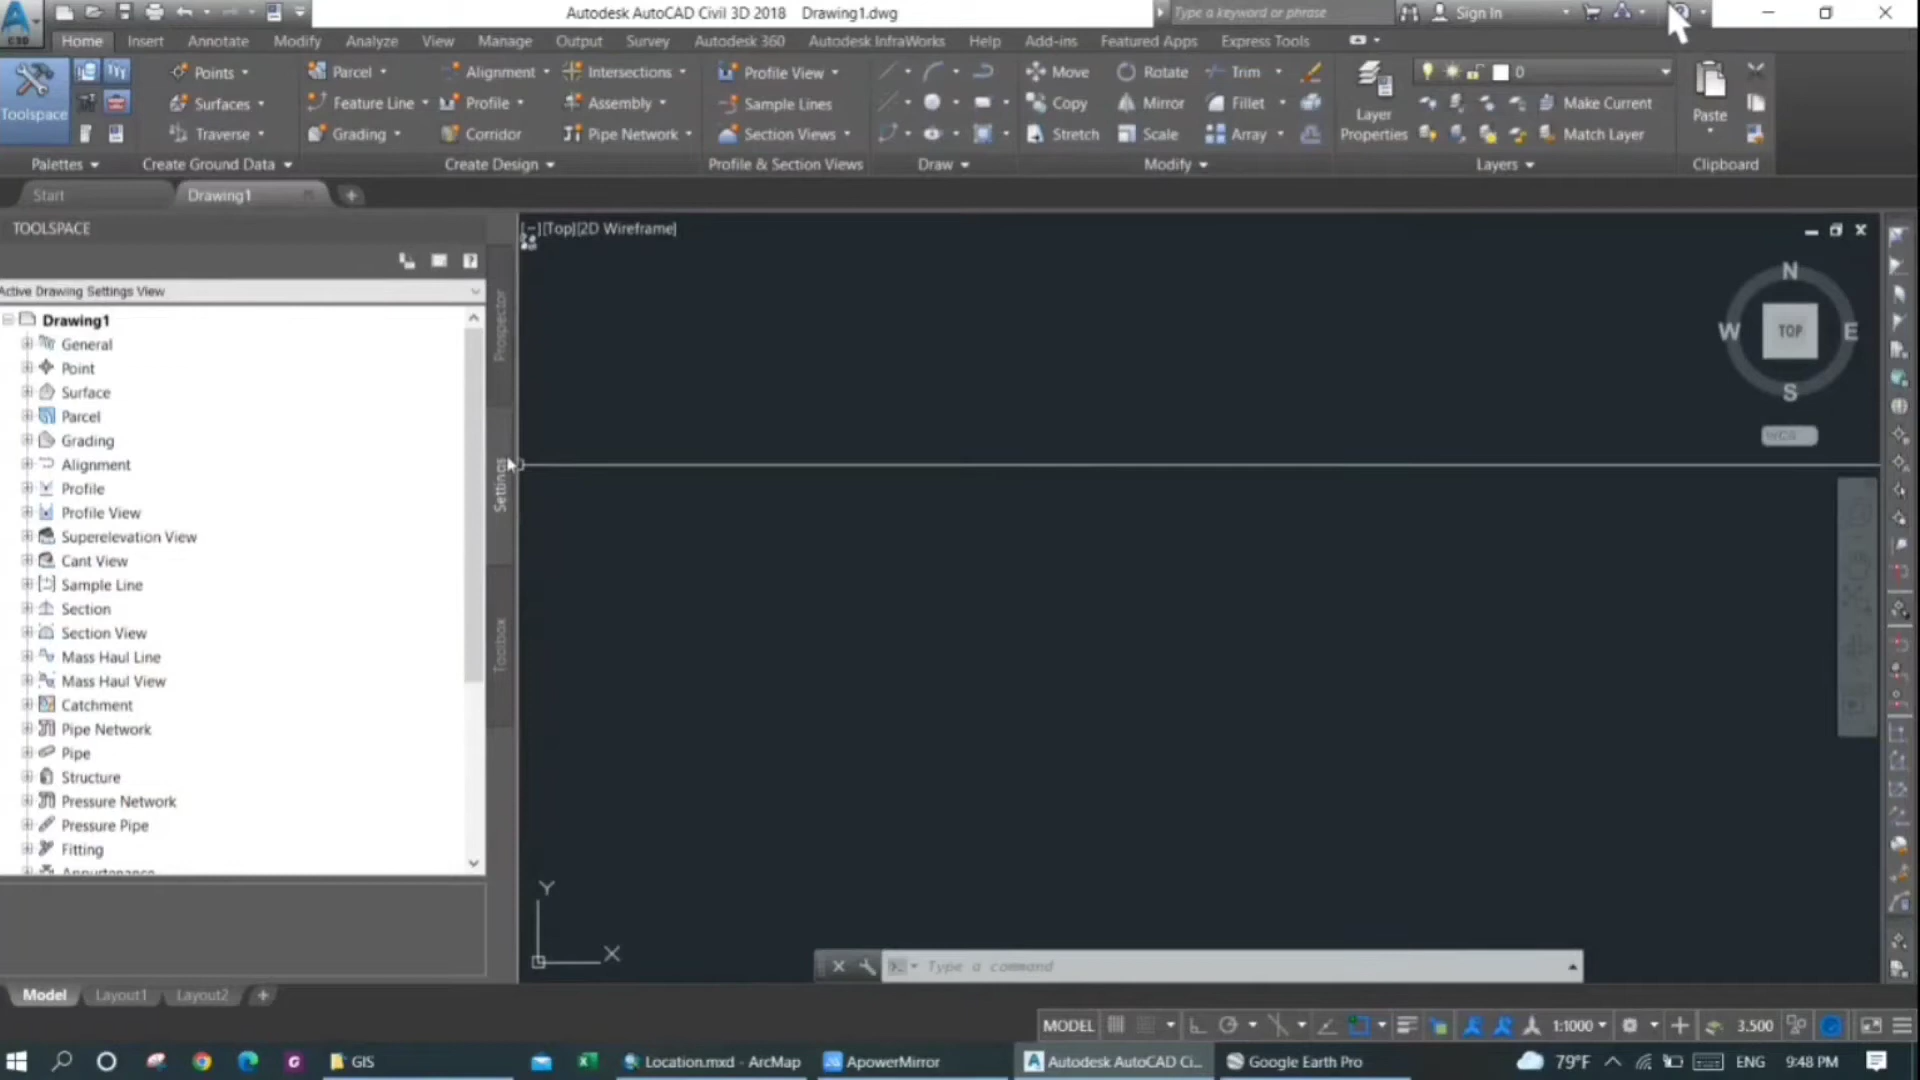 Autodesk AutoCAD Civil 3D 2018 Drawing1.dwg
Type a keyword or phrase
Sign In
C3D
Home Insert Annotate Modify Analyze View Manage Output Survey Autodesk 360 Autodesk InfraWorks Help Add-ins Featured Apps Express Tools
Toolspace
Points
Surfaces
Traverse
Parcel
Feature Line
Grading
Alignment
Profile
Corridor
Intersections
Assembly
Pipe Network
Profile View
Sample Lines
Section Views
Move
Copy
Stretch
Rotate
Mirror
Scale
Trim
Fillet
Array
Layer
Properties
0
Make Current
Match Layer
Paste
Palettes
Create Ground Data
Create Design
Profile & Section Views
Draw
Modify
Layers
Clipboard
Start
Drawing1
TOOLSPACE
Active Drawing Settings View
Drawing1
General
Point
Surface
Parcel
Grading
Alignment
Profile
Profile View
Superelevation View
Cant View
Sample Line
Section
Section View
Mass Haul Line
Mass Haul View
Catchment
Pipe Network
Pipe
Structure
Pressure Network
Pressure Pipe
Fitting
Appurtenance
Prospector
Settings
Toolbox
[−][Top][2D Wireframe]
N
W
TOP
E
S
WCS
Y
X
Type a command
Model Layout1 Layout2
MODEL
1:1000
3.500
GIS
Location.mxd - ArcMap
ApowerMirror
Autodesk AutoCAD Ci...
Google Earth Pro
79°F
ENG
9:48 PM